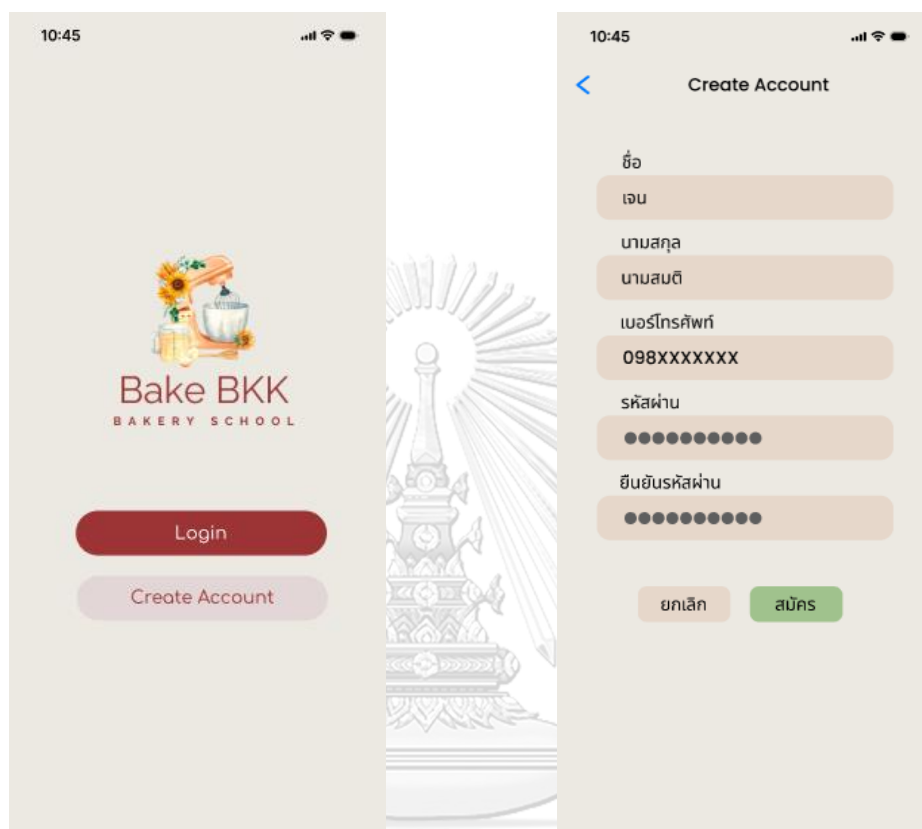 10:45
Bake BKK
BAKERY SCHOOL
Login
Create Account
10:45
Create Account
ชื่อ
เจน
นามสกุล
นามสมติ
เบอร์โทรศัพท์
098XXXXXXX
รหัสผ่าน
●●●●●●●●●●
ยืนยันรหัสผ่าน
●●●●●●●●●●
ยกเลิก
สมัคร